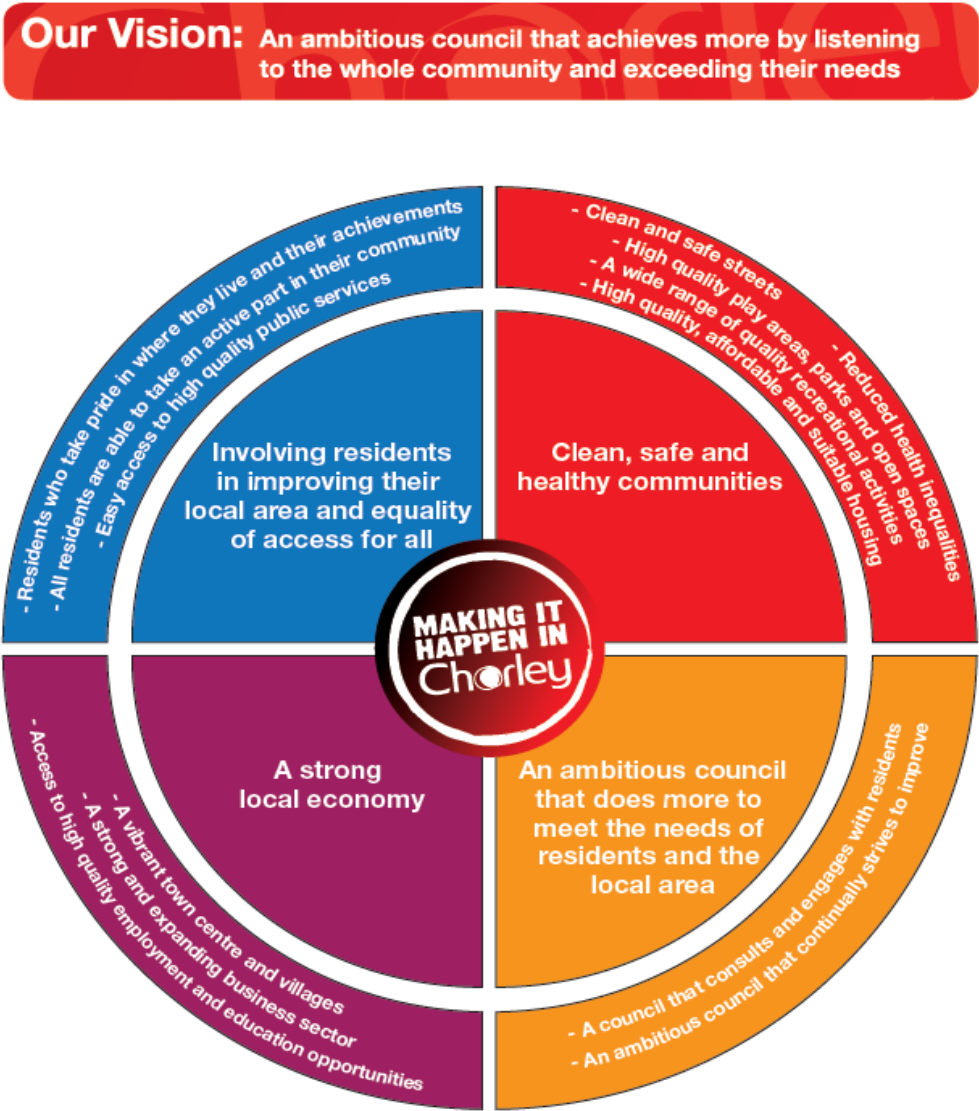 Our Vision: An ambitious council that achieves more by listening
to the whole community and exceeding their needs
- Residents who take pride in where they live and their achievements
- All residents are able to take an active part in their community
- Easy access to high quality public services
Involving residents
in improving their
local area and equality
of access for all
- Clean and safe streets
- High quality play areas, parks and open spaces
- A wide range of quality recreational activities
- High quality, affordable and suitable housing
- Reduced health inequalities
Clean, safe and
healthy communities
MAKING IT
HAPPEN IN
Chorley
A strong
local economy
- A vibrant town centre and villages
- A strong and expanding business sector
- Access to high quality employment and education opportunities
An ambitious council
that does more to
meet the needs of
residents and the
local area
- A council that consults and engages with residents
- An ambitious council that continually strives to improve